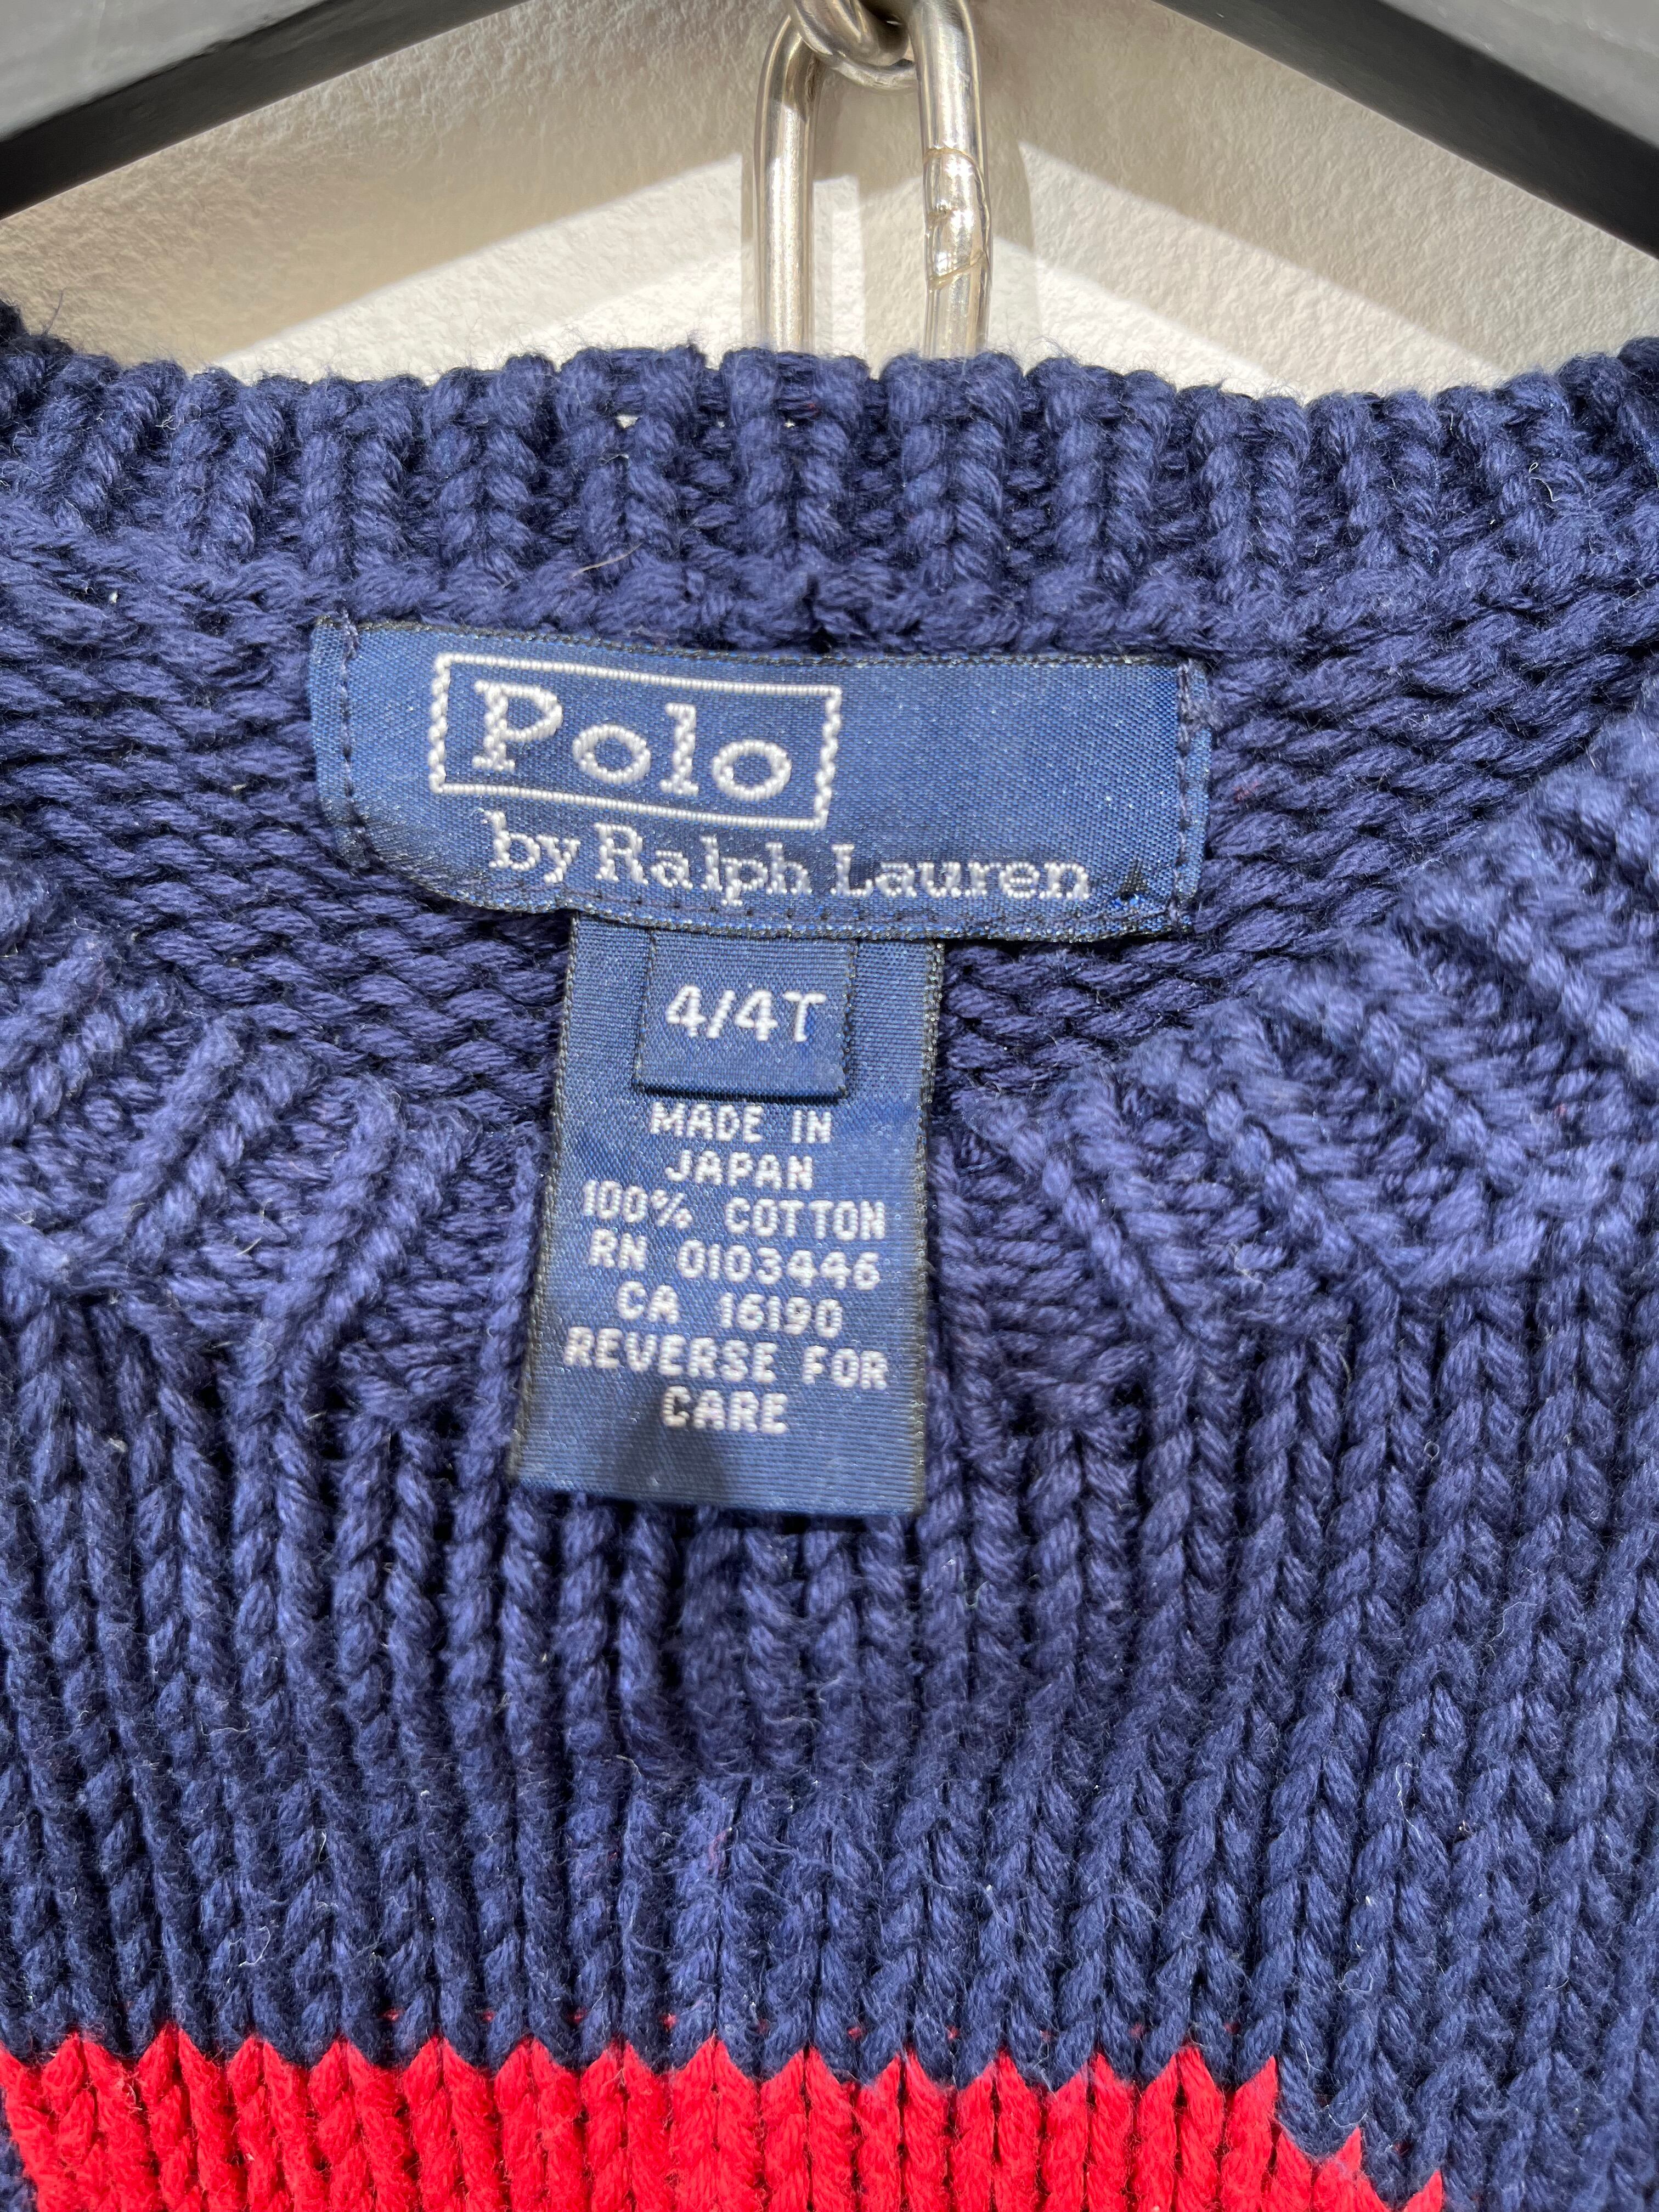 Polo
by Ralph Lauren
4/4T
MADE IN
JAPAN
100% COTTON
RN 0103446
CA 16190
REVERSE FOR
CARE